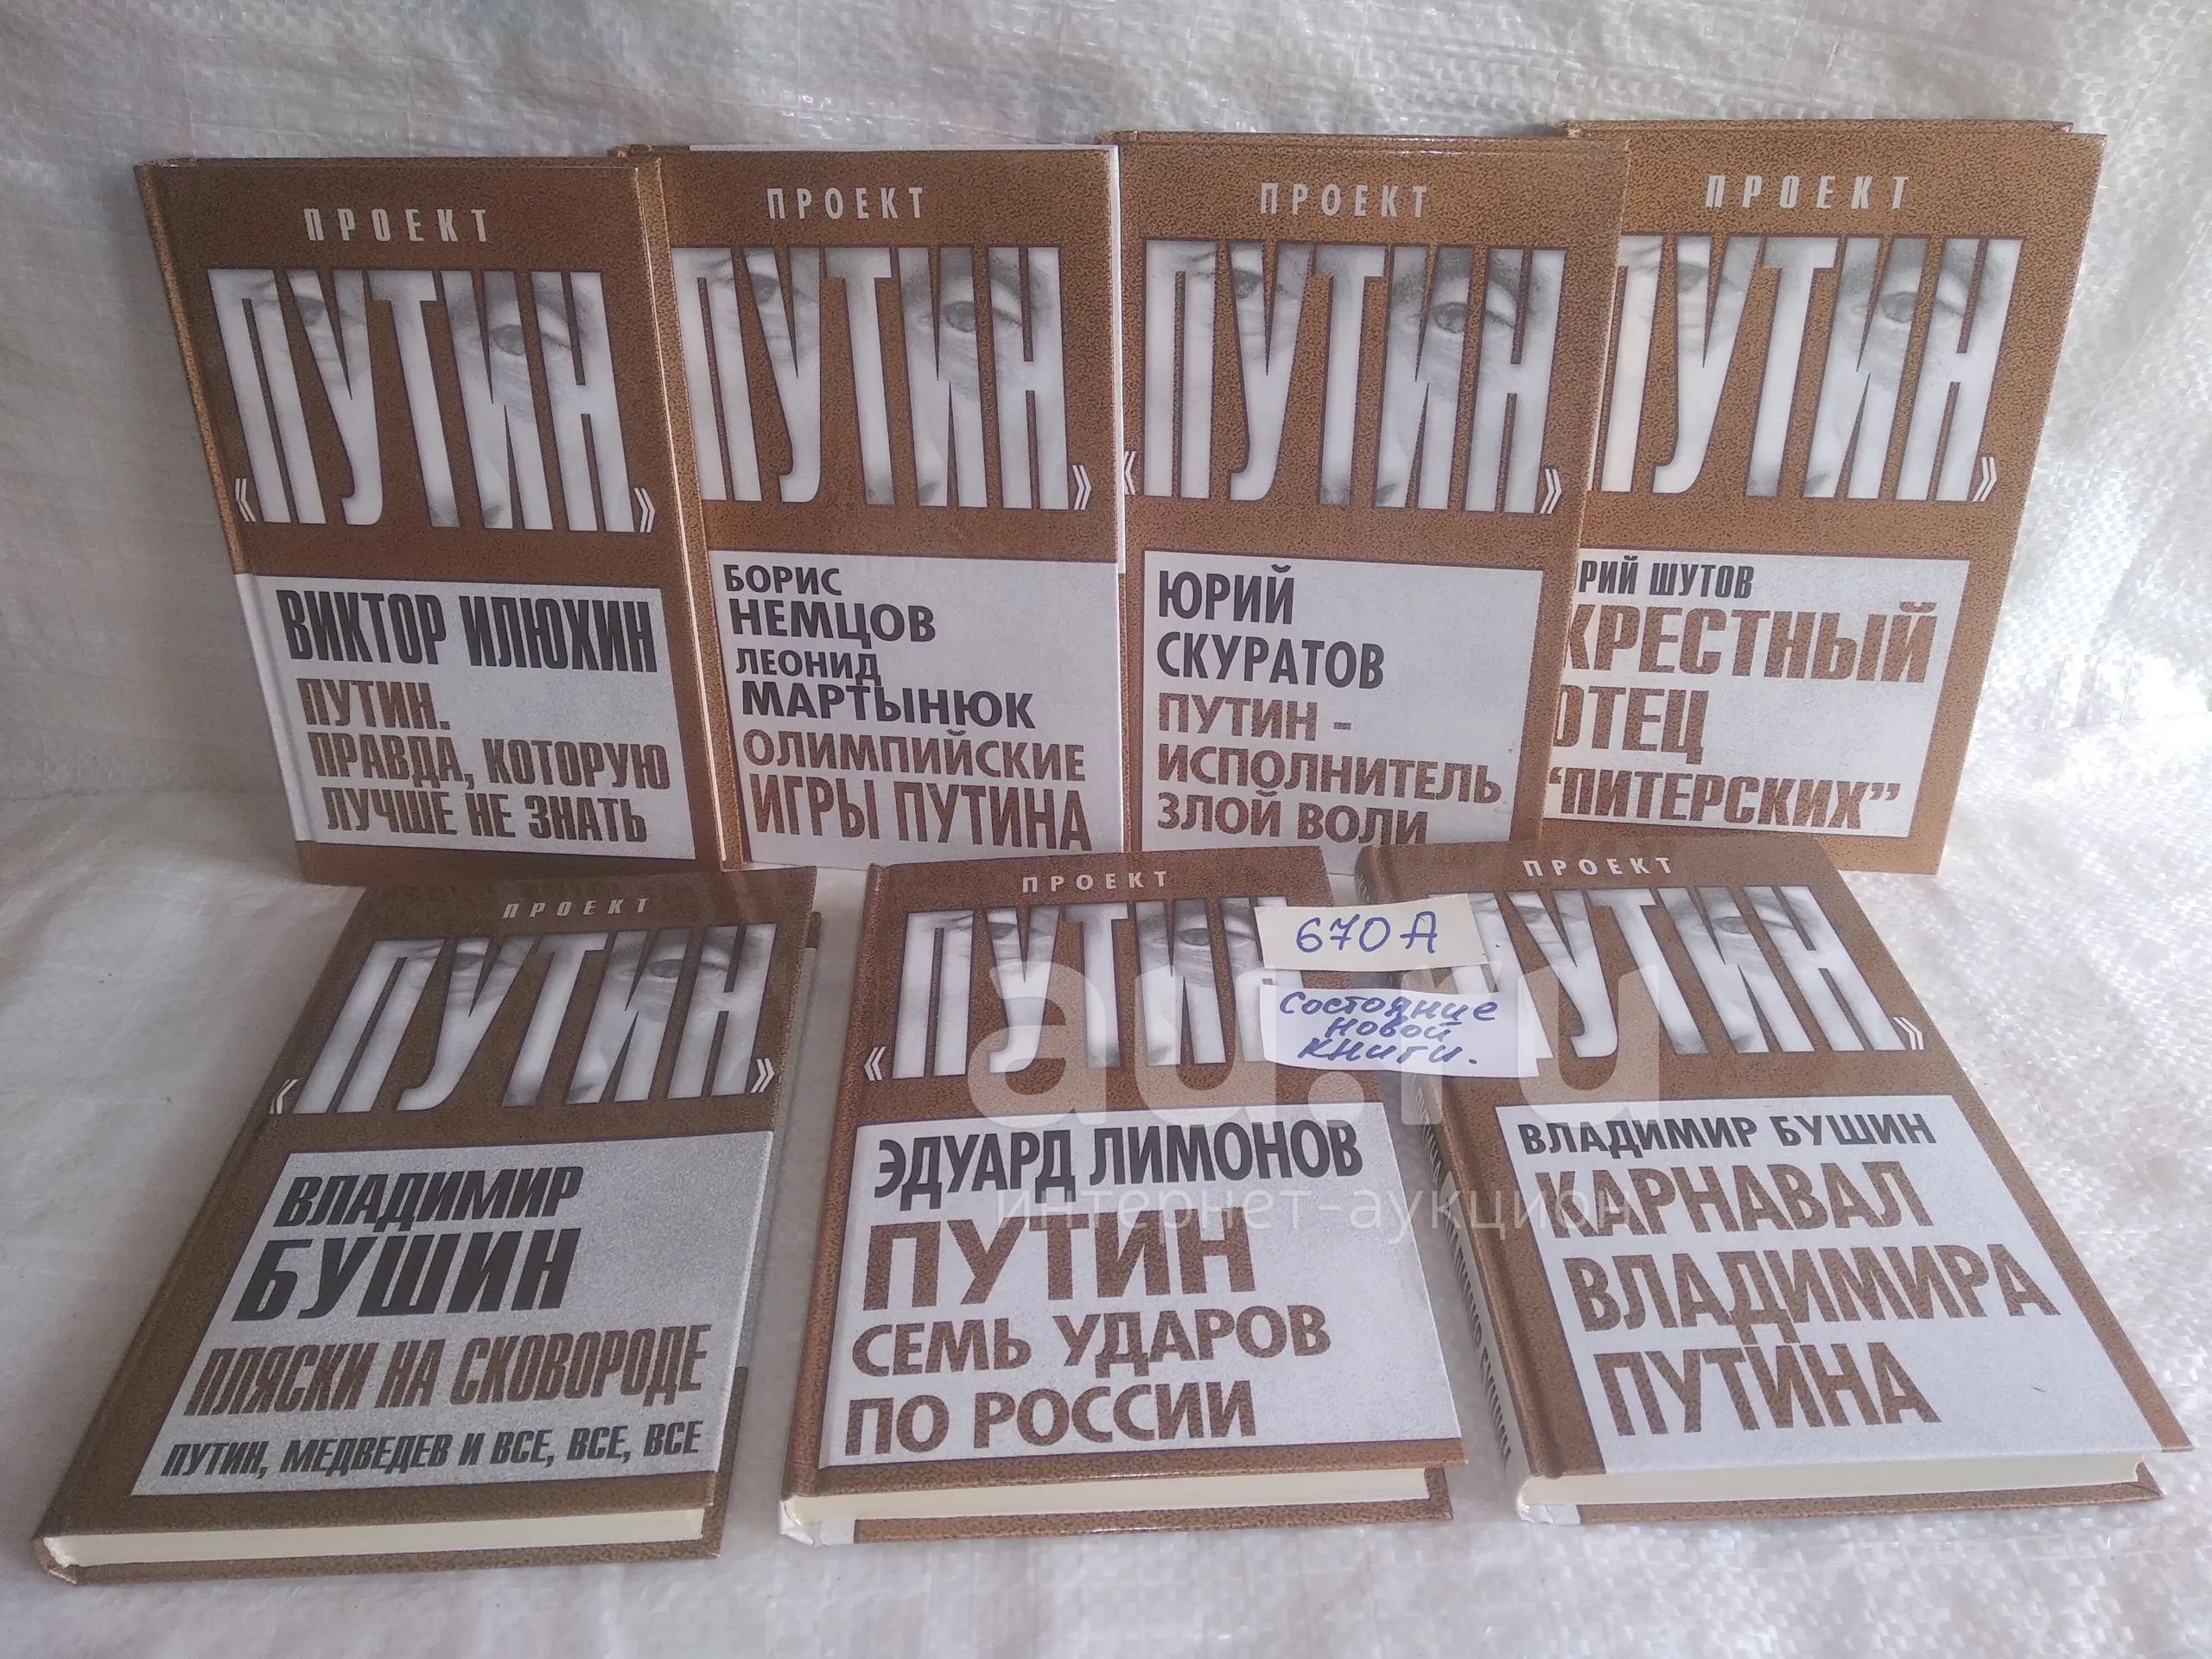 ПРОЕКТ
«ПУТИН»
ВИКТОР ИЛЮХИН
ПУТИН.
ПРАВДА, КОТОРУЮ
ЛУЧШЕ НЕ ЗНАТЬ
ПРОЕКТ
ПУТИН»
БОРИС
НЕМЦОВ
ЛЕОНИД
МАРТЫНЮК
ОЛИМПИЙСКИЕ
ИГРЫ ПУТИНА
ПРОЕКТ
«ПУТИН»
ЮРИЙ
СКУРАТОВ
ПУТИН -
ИСПОЛНИТЕЛЬ
ЗЛОЙ ВОЛИ
ПРОЕКТ
ПУТИН»
РИЙ ШУТОВ
КРЕСТНЫЙ
ОТЕЦ
“ПИТЕРСКИХ”
ПРОЕКТ
«ПУТИН»
ВЛАДИМИР
БУШИН
ПЛЯСКИ НА СКОВОРОДЕ
ПУТИН, МЕДВЕДЕВ И ВСЕ, ВСЕ, ВСЕ
ПРОЕКТ
«ПУТИН
ЭДУАРД ЛИМОНОВ
ПУТИН
СЕМЬ УДАРОВ
ПО РОССИИ
670 А
Состояние
новой
книги.
ПРОЕКТ
ПУТИН»
ВЛАДИМИР БУШИН
КАРНАВАЛ
ВЛАДИМИРА
ПУТИНА
au.ru
интернет-аукцион